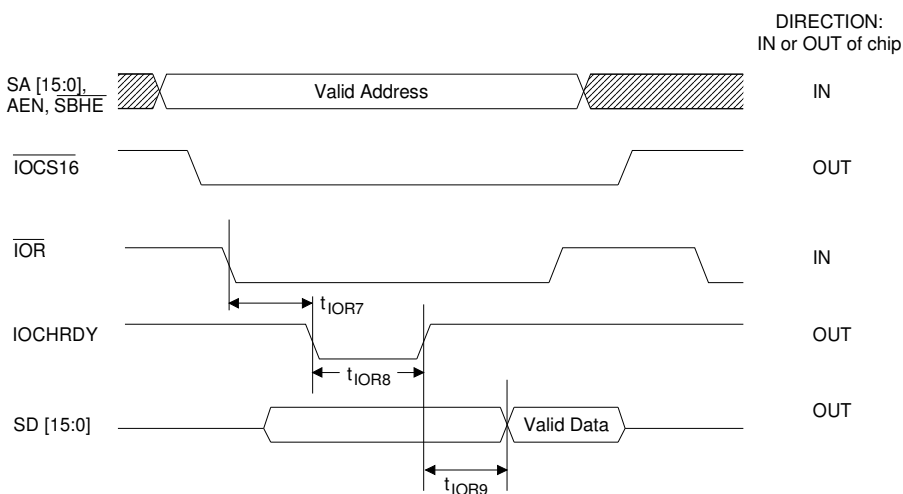 DIRECTION:
IN or OUT of chip
SA [15:0],
AEN, SBHE
Valid Address
IN
IOCS16
OUT
IOR
IN
tIOR7
IOCHRDY
OUT
tIOR8
SD [15:0]
Valid Data
OUT
tIOR9